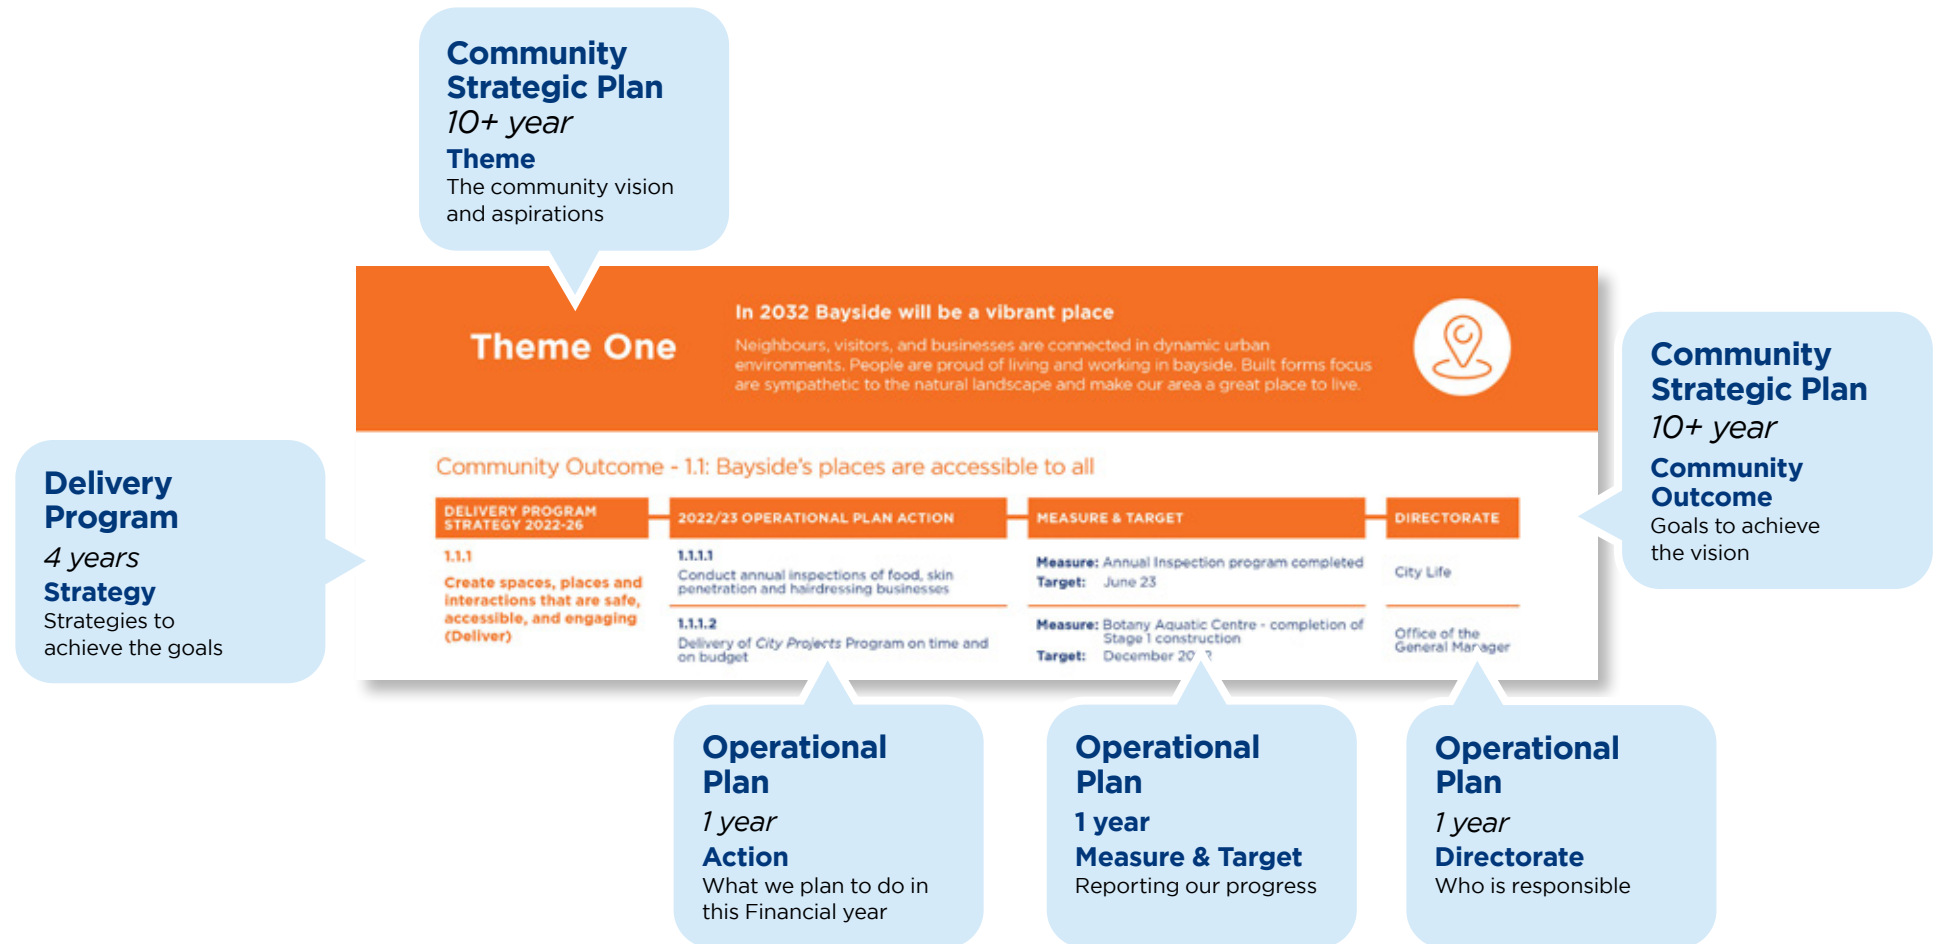 Community
Strategic Plan
10+ year
Theme
The community vision
and aspirations
Theme One
In 2032 Bayside will be a vibrant place
Neighbours, visitors, and businesses are connected in dynamic urban
environments. People are proud of living and working in bayside. Built forms focus
are sympathetic to the natural landscape and make our area a great place to live.
Community
Strategic Plan
10+ year
Community
Outcome
Goals to achieve
the vision
Delivery
Program
4 years
Strategy
Strategies to
achieve the goals
Community Outcome - 1.1: Bayside's places are accessible to all
DELIVERY PROGRAM
STRATEGY 2022-26
2022/23 OPERATIONAL PLAN ACTION
MEASURE & TARGET
DIRECTORATE
1.1.1
Create spaces, places and
interactions that are safe,
accessible, and engaging
(Deliver)
1.1.1.1
Conduct annual inspections of food, skin
penetration and hairdressing businesses
Measure: Annual Inspection program completed
Target: June 23
City Life
1.1.1.2
Delivery of City Projects Program on time and
on budget
Measure: Botany Aquatic Centre - completion of
Stage 1 construction
Target: December
Office of the
General Manager
Operational
Plan
1 year
Action
What we plan to do in
this Financial year
Operational
Plan
1 year
Measure & Target
Reporting our progress
Operational
Plan
1 year
Directorate
Who is responsible